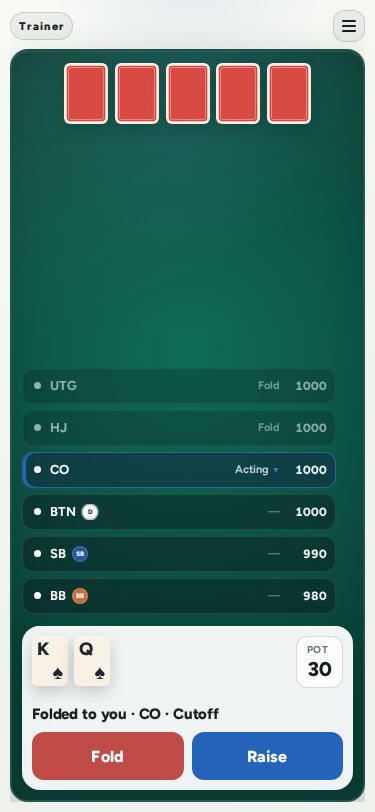 Trainer
UTG Fold 1000
HJ Fold 1000
CO Acting ▼ 1000
BTN D — 1000
SB SB — 990
BB BB — 980
K♠ Q♠
POT
30
Folded to you · CO · Cutoff
Fold Raise